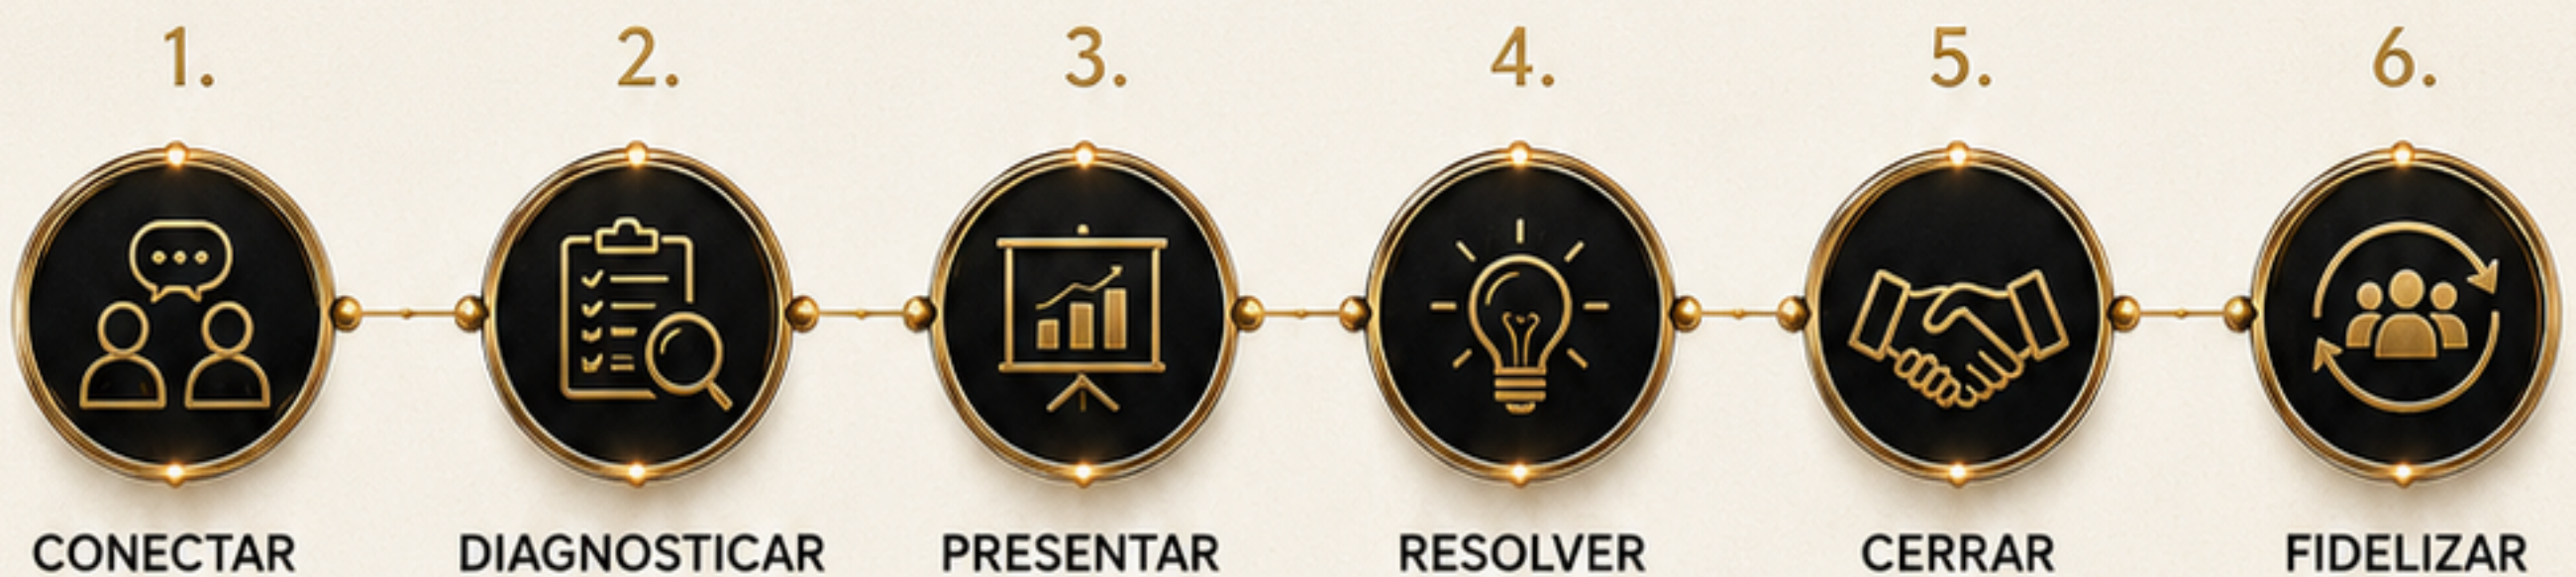 1. 2. 3. 4. 5. 6.
CONECTAR DIAGNOSTICAR PRESENTAR RESOLVER CERRAR FIDELIZAR